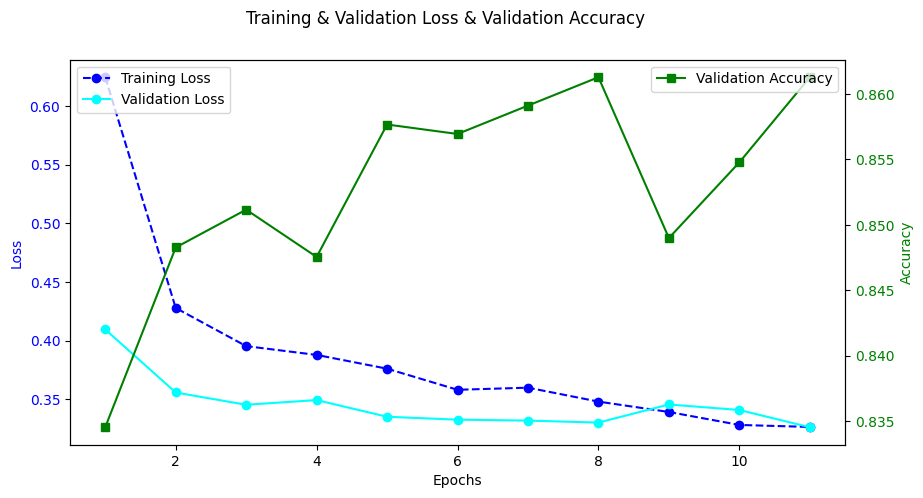 Training & Validation Loss & Validation Accuracy
Training Loss
Validation Loss
Validation Accuracy
0.60
0.55
0.50
0.45
0.40
0.35
Loss
0.860
0.855
0.850
0.845
0.840
0.835
Accuracy
2 4 6 8 10
Epochs